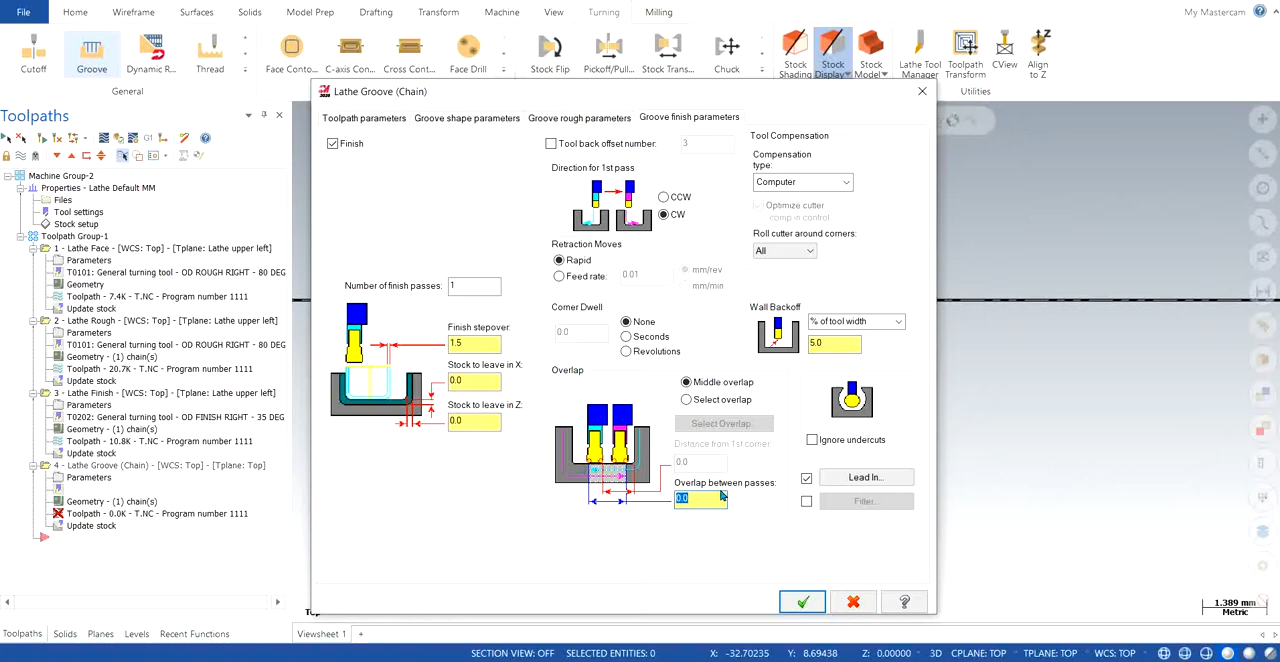 File Home Wireframe Surfaces Solids Model Prep Drafting Transform Machine View Turning Milling My Mastercam
Cutoff Groove Dynamic R... Thread Face Conto... C-axis Con... Cross Cont... Face Drill Stock Flip Pickoff/Pull... Stock Trans... Chuck Stock Shading Stock Display Stock Model Lathe Tool Manager Toolpath Transform CView Align to Z
General Utilities
Lathe Groove (Chain)
Toolpaths
Toolpath parameters Groove shape parameters Groove rough parameters Groove finish parameters
G1
Finish
Tool back offset number: 3
Direction for 1st pass
CCW
CW
Retraction Moves
Rapid
Feed rate: 0.01 mm/rev
mm/min
Number of finish passes: 1
Corner Dwell
0.0 None
Seconds
Revolutions
Finish stepover:
1.5
Stock to leave in X:
0.0
Stock to leave in Z:
0.0
Overlap
Middle overlap
Select overlap
Select Overlap...
Distance from 1st corner:
0.0
Overlap between passes:
0.0
Tool Compensation
Compensation type:
Computer
Optimize cutter comp in control
Roll cutter around corners:
All
Wall Backoff
% of tool width
5.0
Ignore undercuts
Lead In...
Filter...
Machine Group-2
Properties - Lathe Default MM
Files
Tool settings
Stock setup
Toolpath Group-1
1 - Lathe Face - [WCS: Top] - [Tplane: Lathe upper left]
Parameters
T0101: General turning tool - OD ROUGH RIGHT - 80 DEG
Geometry
Toolpath - 7.4K - T.NC - Program number 1111
Update stock
2 - Lathe Rough - [WCS: Top] - [Tplane: Lathe upper left]
Parameters
T0101: General turning tool - OD ROUGH RIGHT - 80 DEG
Geometry - (1) chain(s)
Toolpath - 20.7K - T.NC - Program number 1111
Update stock
3 - Lathe Finish - [WCS: Top] - [Tplane: Lathe upper left]
Parameters
T0202: General turning tool - OD FINISH RIGHT - 35 DEG
Geometry - (1) chain(s)
Toolpath - 10.8K - T.NC - Program number 1111
Update stock
4 - Lathe Groove (Chain) - [WCS: Top] - [Tplane: Top]
Parameters
Geometry - (1) chain(s)
Toolpath - 0.0K - T.NC - Program number 1111
Update stock
1.389 mm
Metric
Toolpaths Solids Planes Levels Recent Functions Viewsheet 1 +
SECTION VIEW: OFF SELECTED ENTITIES: 0 X: -32.70235 Y: 8.69438 Z: 0.00000 3D CPLANE: TOP TPLANE: TOP WCS: TOP